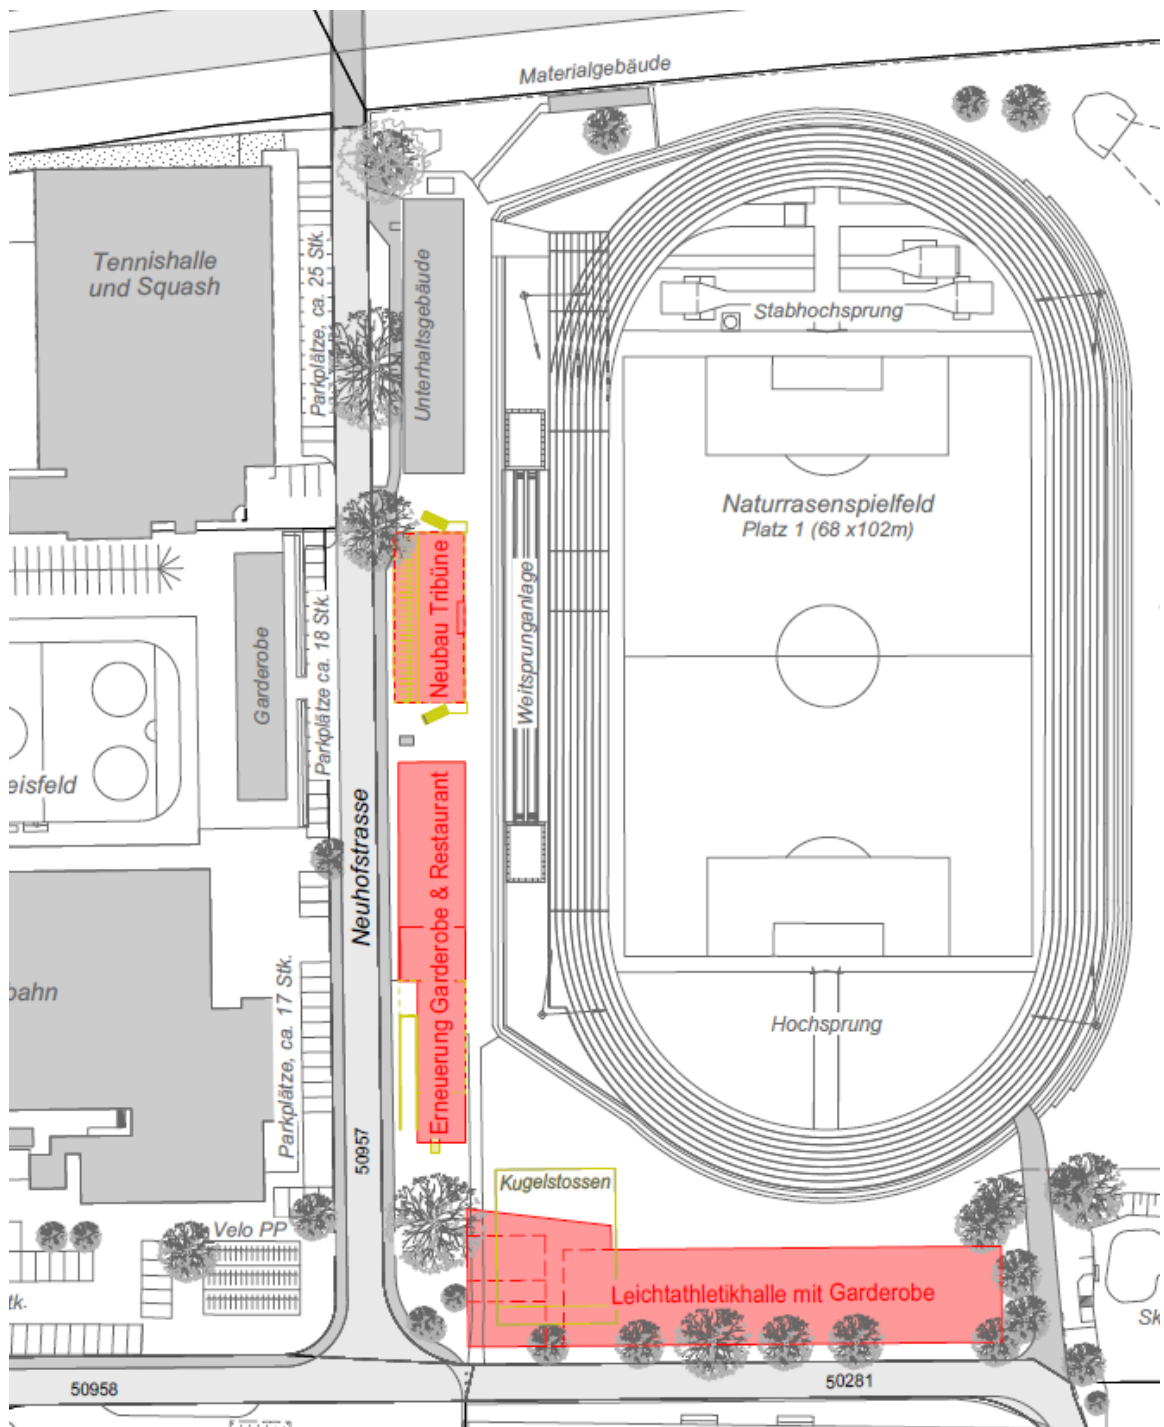 Materialgebäude
Tennishalle
und Squash
Parkplätze, ca. 25 Stk.
Unterhaltsgebäude
Stabhochsprung
Naturrasenspielfeld
Platz 1 (68 x102m)
Neubau Tribüne
Weitsprunganlage
Garderobe
Parkplätze ca. 18 Stk.
eisfeld
Neuhofstrasse
Erneuerung Garderobe & Restaurant
bahn
Parkplätze, ca. 17 Stk.
Hochsprung
50957
Kugelstossen
Velo PP
Leichtathletikhalle mit Garderobe
tk.
Sk
50958
50281